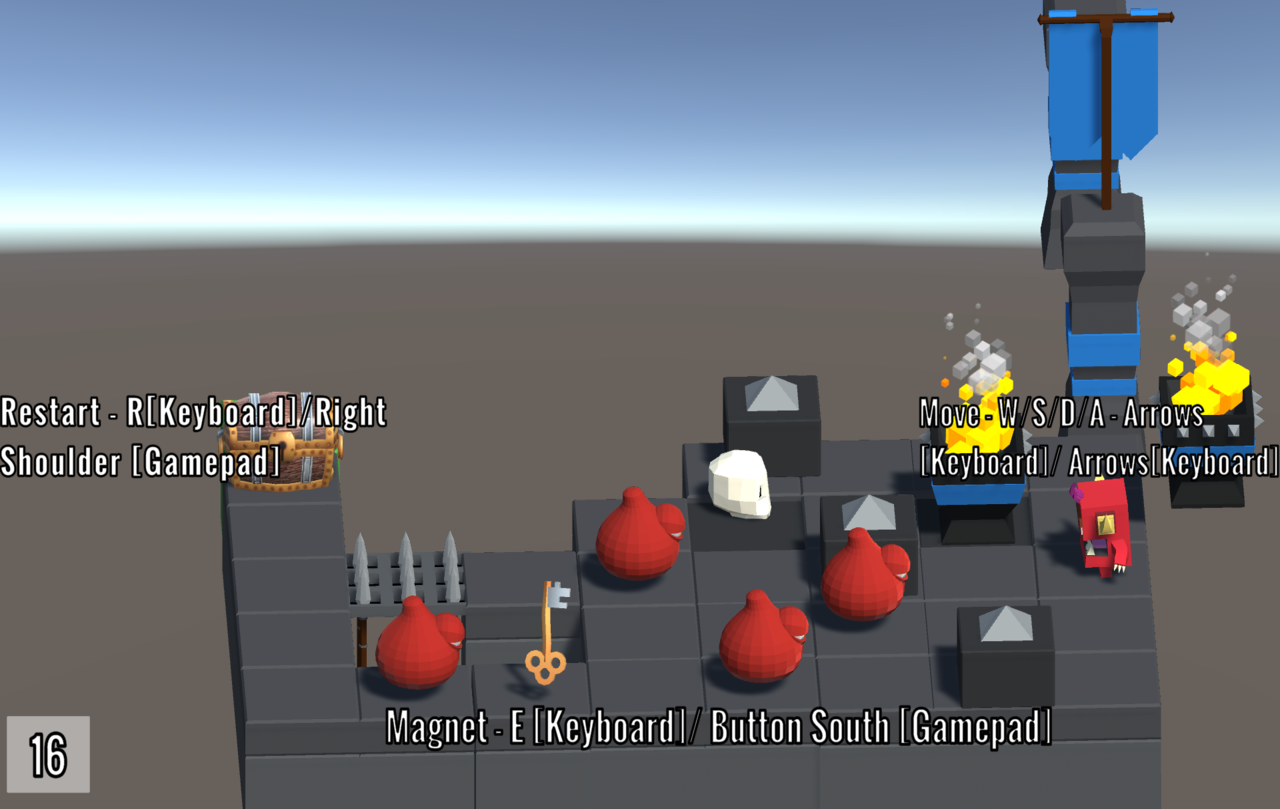 Restart - R[Keyboard]/Right
Shoulder [Gamepad]
Move - W/S/D/A - Arrows
[Keyboard]/ Arrows[Keyboard]
Magnet - E [Keyboard]/ Button South [Gamepad]
16